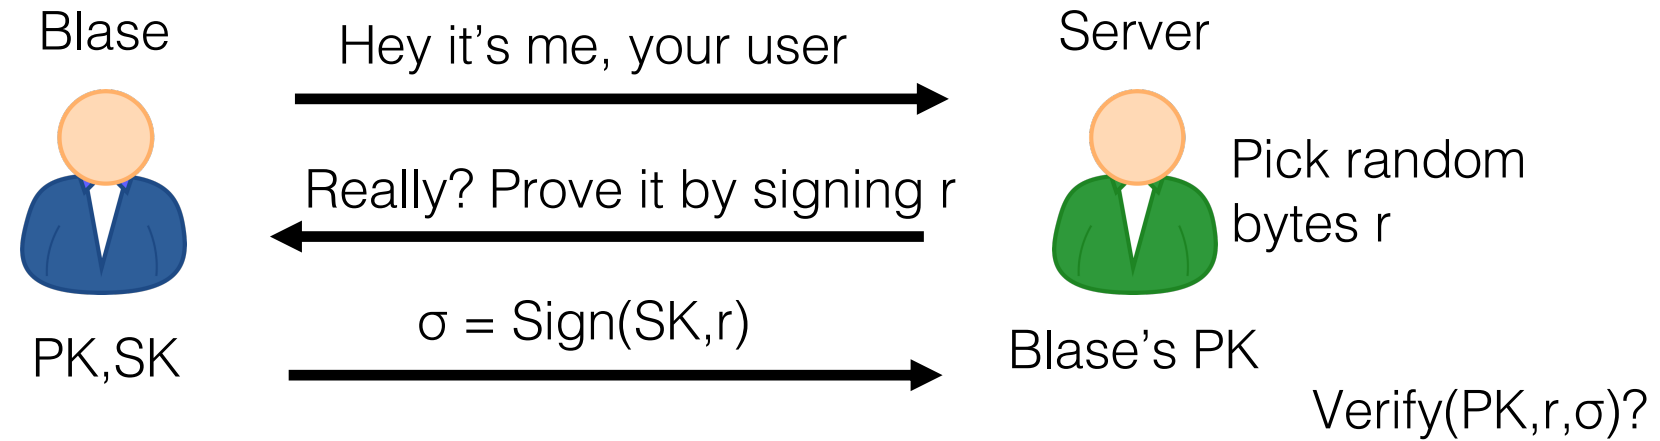 Blase
Hey it's me, your user
Server
Really? Prove it by signing r
Pick random
bytes r
σ = Sign(SK,r)
PK,SK
Blase's PK
Verify(PK,r,σ)?